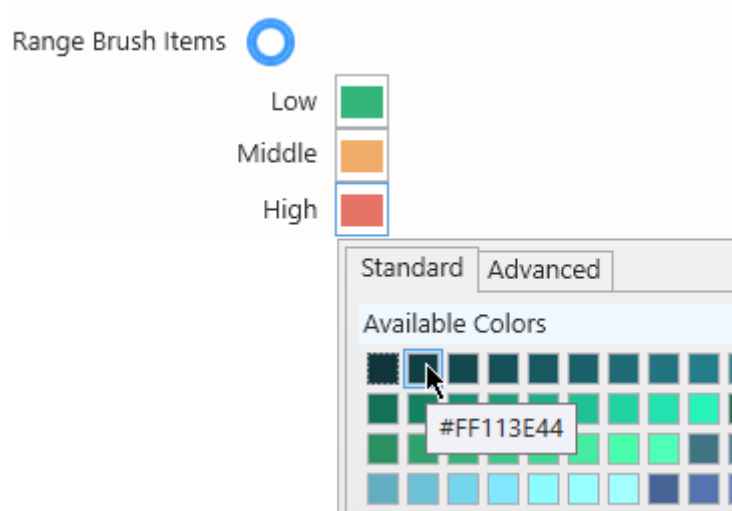 Range Brush Items
Low
Middle
High
Standard Advanced
Available Colors
#FF113E44